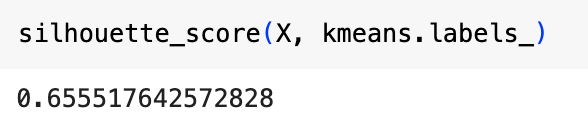 silhouette_score(X, kmeans.labels_)
0.655517642572828